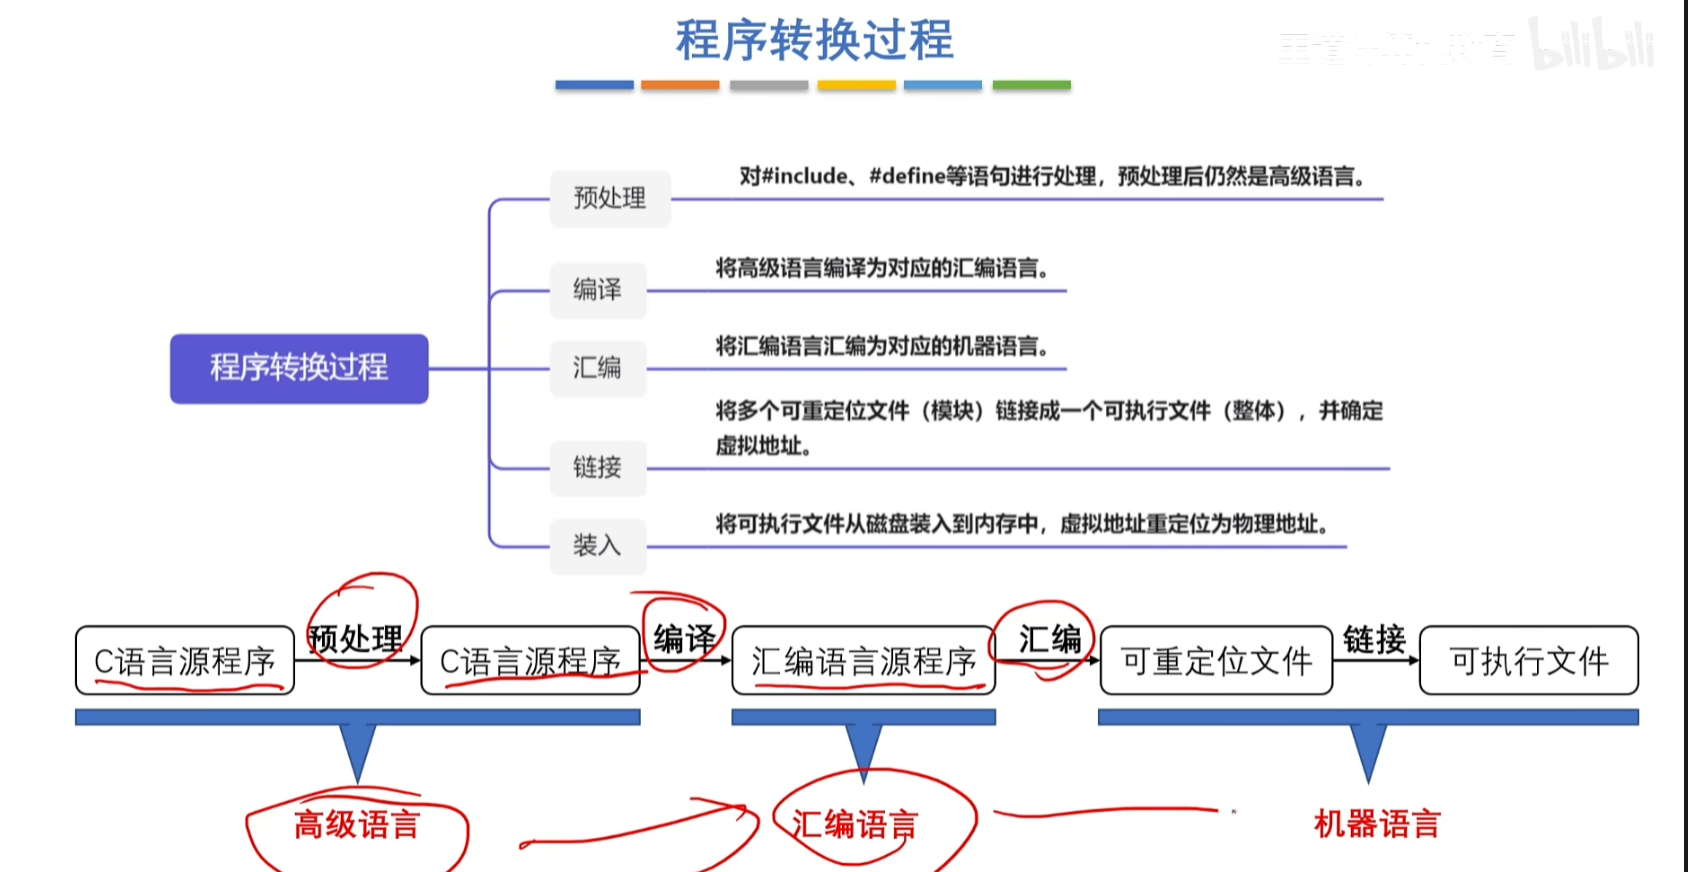 程序转换过程
bilibili
预处理
对#include、#define等语句进行处理，预处理后仍然是高级语言。
编译
将高级语言编译为对应的汇编语言。
程序转换过程
汇编
将汇编语言汇编为对应的机器语言。
链接
将多个可重定位文件（模块）链接成一个可执行文件（整体），并确定
虚拟地址。
装入
将可执行文件从磁盘装入到内存中，虚拟地址重定位为物理地址。
C语言源程序
预处理
C语言源程序
编译
汇编语言源程序
汇编
可重定位文件
链接
可执行文件
高级语言
汇编语言
机器语言